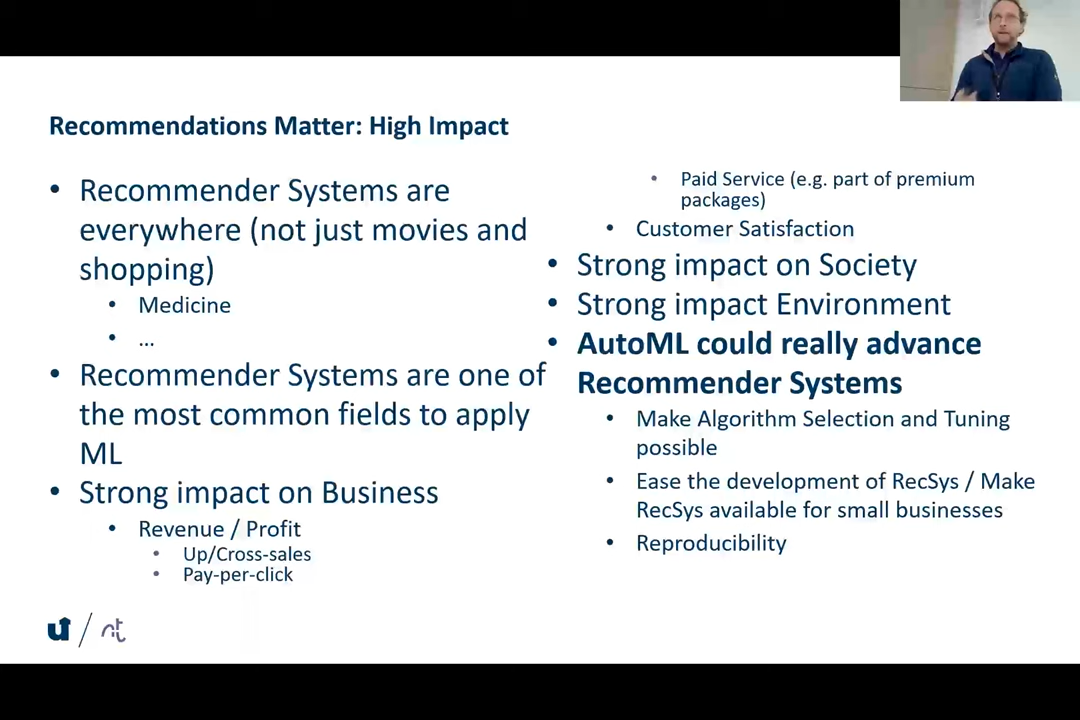 Recommendations Matter: High Impact
• Recommender Systems are
everywhere (not just movies and
shopping)
• Medicine
• ...
• Recommender Systems are one of
the most common fields to apply
ML
• Strong impact on Business
• Revenue / Profit
• Up/Cross-sales
• Pay-per-click
• Paid Service (e.g. part of premium
packages)
• Customer Satisfaction
• Strong impact on Society
• Strong impact Environment
• AutoML could really advance
Recommender Systems
• Make Algorithm Selection and Tuning
possible
• Ease the development of RecSys / Make
RecSys available for small businesses
• Reproducibility